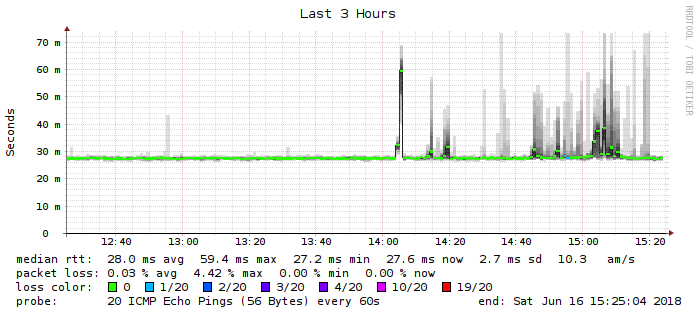 Last 3 Hours
RRDTOOL / TOBI OETIKER
Seconds
70 m
60 m
50 m
40 m
30 m
20 m
10 m
0
12:40 13:00 13:20 13:40 14:00 14:20 14:40 15:00 15:20
median rtt: 28.0 ms avg 59.4 ms max 27.2 ms min 27.6 ms now 2.7 ms sd 10.3 am/s
packet loss: 0.03 % avg 4.42 % max 0.00 % min 0.00 % now
loss color: 0 1/20 2/20 3/20 4/20 10/20 19/20
probe: 20 ICMP Echo Pings (56 Bytes) every 60s end: Sat Jun 16 15:25:04 2018